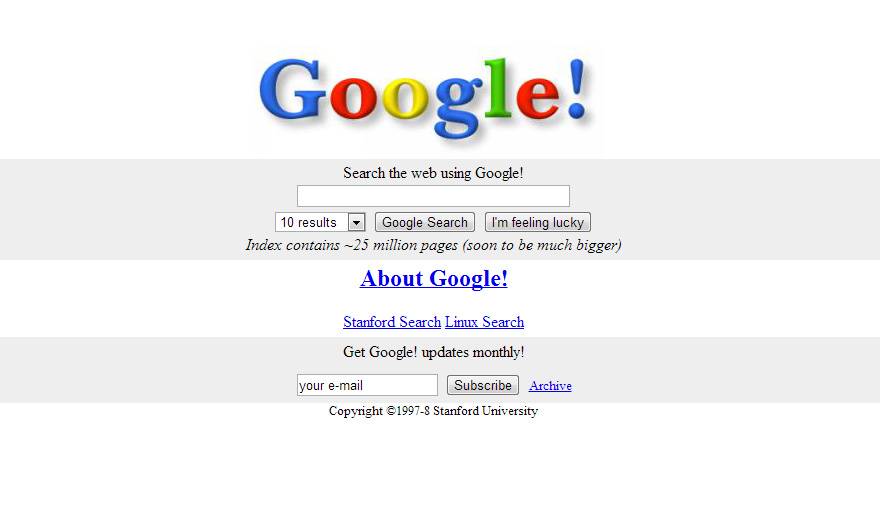 Google!
Search the web using Google!
10 results Google Search I'm feeling lucky
Index contains ~25 million pages (soon to be much bigger)
About Google!
Stanford Search Linux Search
Get Google! updates monthly!
your e-mail Subscribe Archive
Copyright ©1997-8 Stanford University